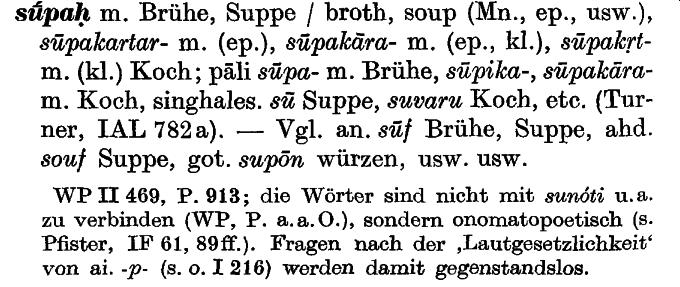 sū́paḥ m. Brühe, Suppe / broth, soup (Mn., ep., usw.),
sūpakartar- m. (ep.), sūpakāra- m. (ep., kl.), sūpakṛt-
m. (kl.) Koch; pāli sūpa- m. Brühe, sūpika-, sūpakāra-
m. Koch, singhales. sū Suppe, suvaru Koch, etc. (Tur-
ner, IAL 782a). — Vgl. an. sūf Brühe, Suppe, ahd.
souf Suppe, got. supōn würzen, usw. usw.
WP II 469, P. 913; die Wörter sind nicht mit sunóti u. a.
zu verbinden (WP, P. a. a. O.), sondern onomatopoetisch (s.
Pfister, IF 61, 89ff.). Fragen nach der ‚Lautgesetzlichkeit‘
von ai. -p- (s. o. I 216) werden damit gegenstandslos.